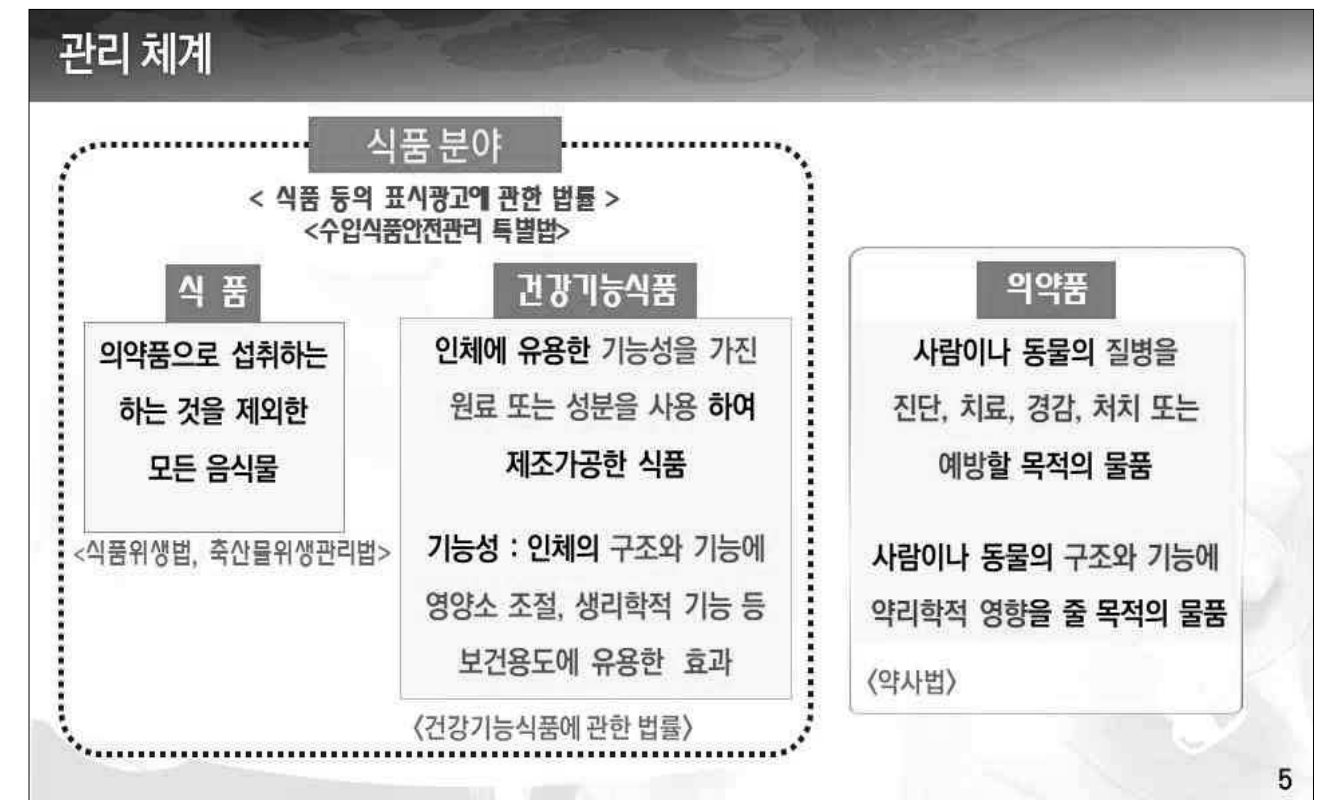 관리 체계
식품 분야
< 식품 등의 표시광고에 관한 법률 >
<수입식품안전관리 특별법>
식 품
의약품으로 섭취하는
하는 것을 제외한
모든 음식물
<식품위생법, 축산물위생관리법>
건강기능식품
인체에 유용한 기능성을 가진
원료 또는 성분을 사용 하여
제조가공한 식품
기능성 : 인체의 구조와 기능에
영양소 조절, 생리학적 기능 등
보건용도에 유용한 효과
〈건강기능식품에 관한 법률〉
의약품
사람이나 동물의 질병을
진단, 치료, 경감, 처치 또는
예방할 목적의 물품
사람이나 동물의 구조와 기능에
약리학적 영향을 줄 목적의 물품
〈약사법〉
5